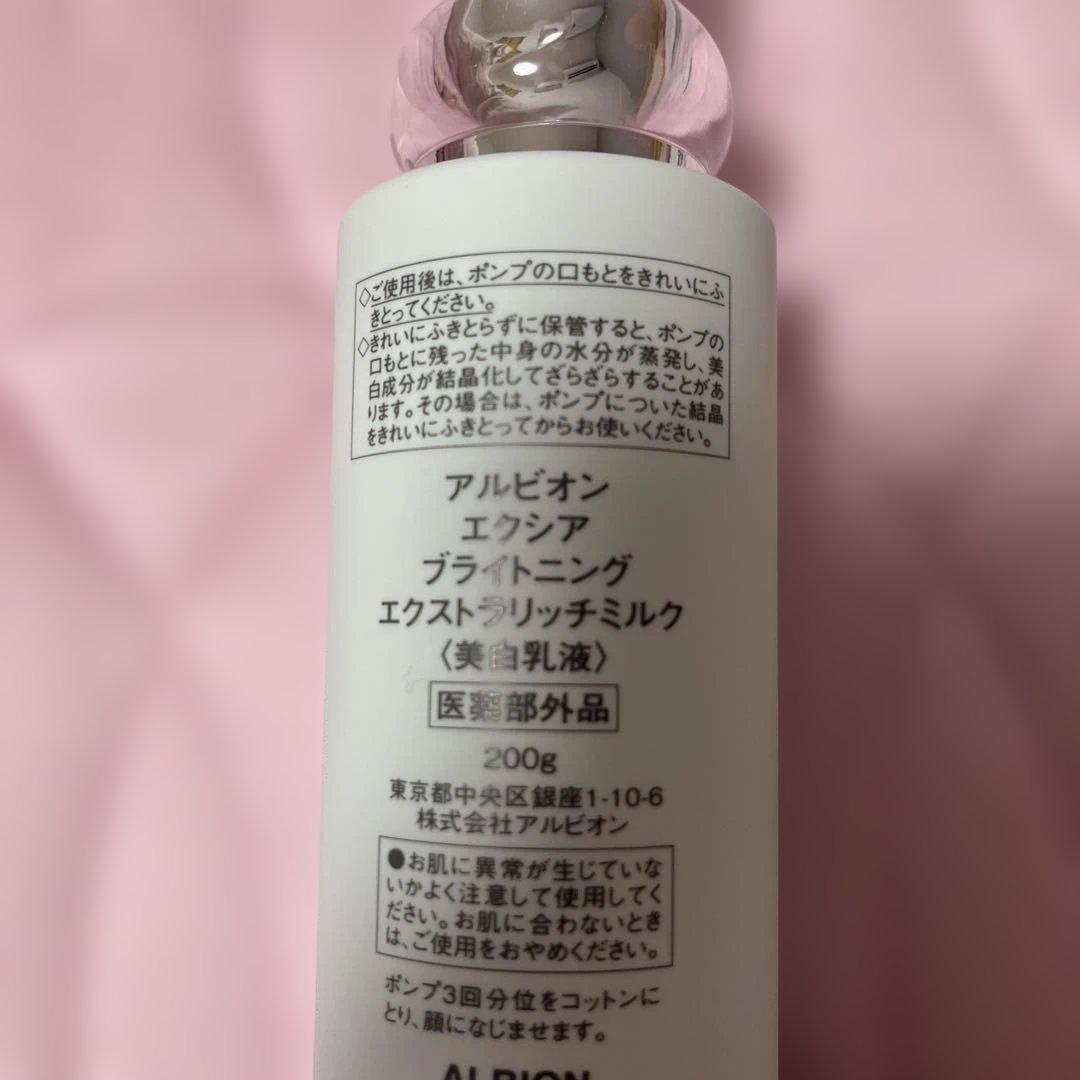 ◇ご使用後は、ポンプの口もとをきれいにふ
きとってください。
◇きれいにふきとらずに保管すると、ポンプの
口もとに残った中身の水分が蒸発し、美
白成分が結晶化してざらざらすることがあ
ります。その場合は、ポンプについた結晶
をきれいにふきとってからお使いください。
アルビオン
エクシア
ブライトニング
エクストラリッチミルク
〈美白乳液〉
医薬部外品
200g
東京都中央区銀座1-10-6
株式会社アルビオン
●お肌に異常が生じていな
いかよく注意して使用してく
ださい。お肌に合わないとき
は、ご使用をおやめください。
ポンプ3回分位をコットンに
とり、顔になじませます。
ALBION